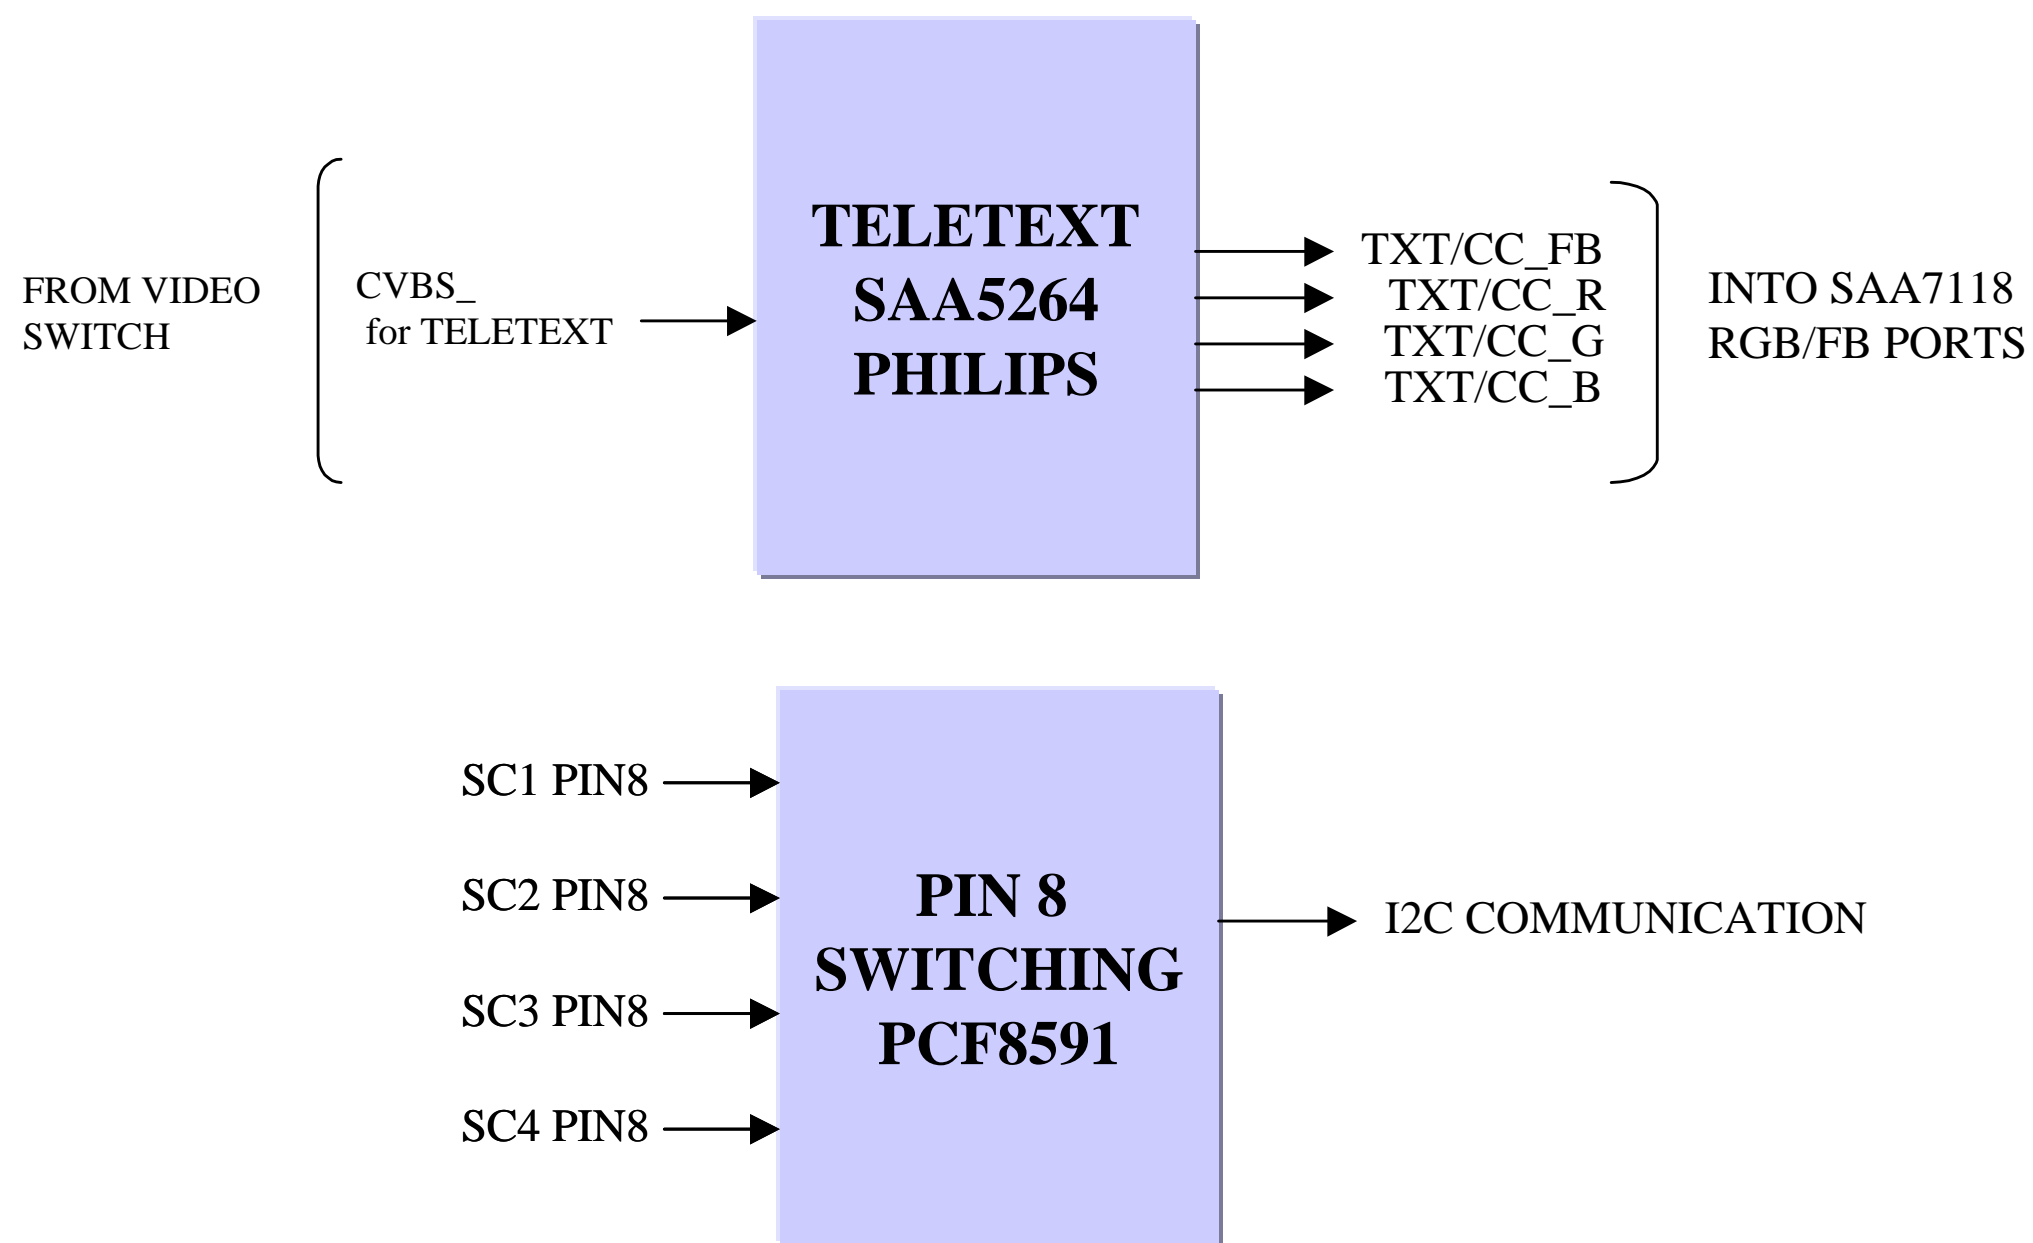 FROM VIDEO
SWITCH
CVBS_
for TELETEXT
TELETEXT
SAA5264
PHILIPS
TXT/CC_FB
TXT/CC_R
TXT/CC_G
TXT/CC_B
INTO SAA7118
RGB/FB PORTS
SC1 PIN8
SC2 PIN8
SC3 PIN8
SC4 PIN8
PIN 8
SWITCHING
PCF8591
I2C COMMUNICATION